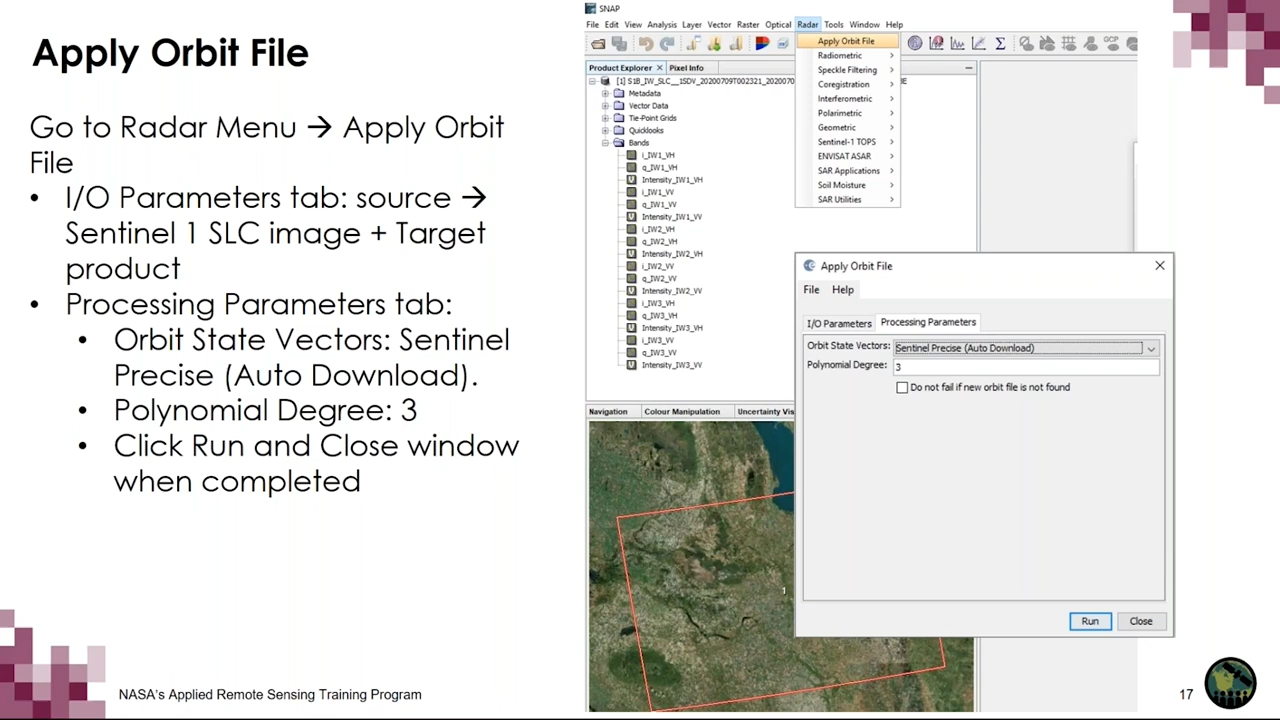 Apply Orbit File
Go to Radar Menu → Apply Orbit
File
• I/O Parameters tab: source →
Sentinel 1 SLC image + Target
product
• Processing Parameters tab:
• Orbit State Vectors: Sentinel
Precise (Auto Download).
• Polynomial Degree: 3
• Click Run and Close window
when completed
NASA's Applied Remote Sensing Training Program
SNAP
File Edit View Analysis Layer Vector Raster Optical Radar Tools Window Help
GCP
Product Explorer × Pixel Info
[1] S1B_IW_SLC__1SDV_20200709T002321_2020070
Metadata
Vector Data
Tie-Point Grids
Quicklooks
Bands
i_IW1_VH
q_IW1_VH
Intensity_IW1_VH
i_IW1_VV
q_IW1_VV
Intensity_IW1_VV
i_IW2_VH
q_IW2_VH
Intensity_IW2_VH
i_IW2_VV
q_IW2_VV
Intensity_IW2_VV
i_IW3_VH
q_IW3_VH
Intensity_IW3_VH
i_IW3_VV
q_IW3_VV
Intensity_IW3_VV
Apply Orbit File
Radiometric
Speckle Filtering
Coregistration
Interferometric
Polarimetric
Geometric
Sentinel-1 TOPS
ENVISAT ASAR
SAR Applications
Soil Moisture
SAR Utilities
Navigation Colour Manipulation Uncertainty Vis
1
Apply Orbit File
File Help
I/O Parameters Processing Parameters
Orbit State Vectors: Sentinel Precise (Auto Download)
Polynomial Degree: 3
Do not fail if new orbit file is not found
Run Close
17